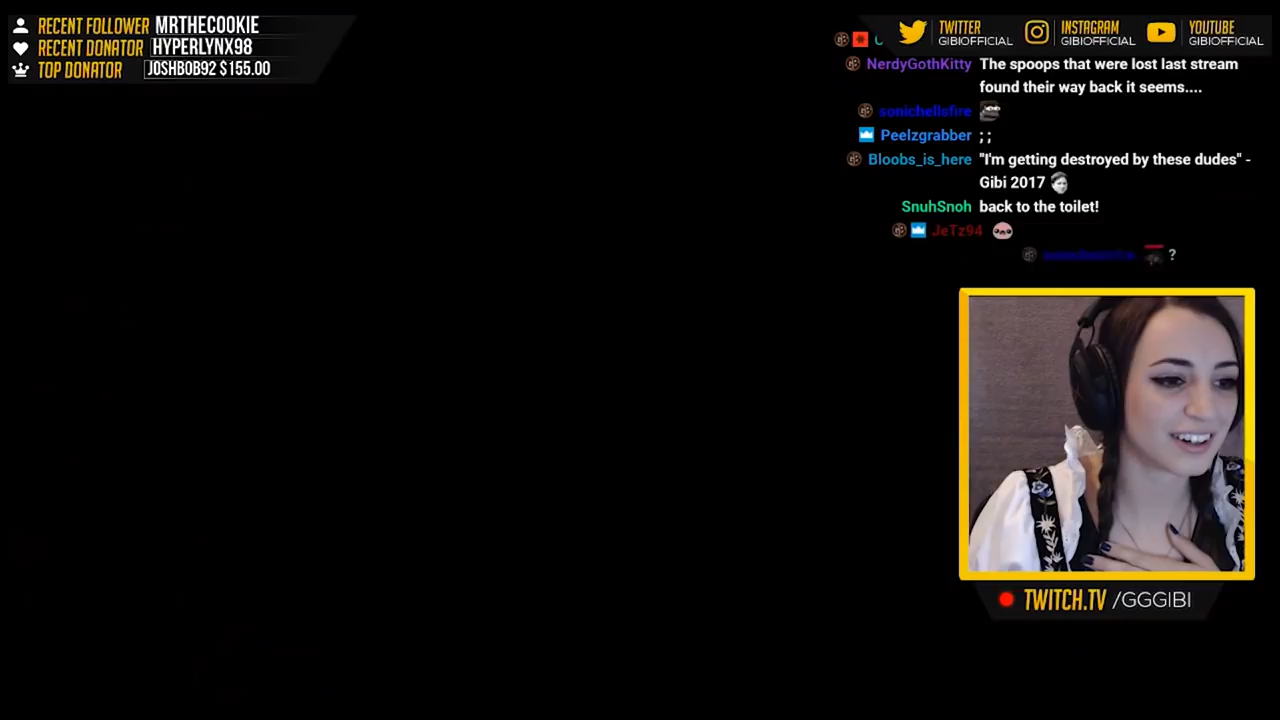 RECENT FOLLOWER MRTHECOOKIE
RECENT DONATOR HYPERLYNX98
TOP DONATOR JOSHBOB92 $155.00
TWITTER
GIBIOFFICIAL
INSTAGRAM
GIBIOFFICIAL
YOUTUBE
GIBIOFFICIAL
NerdyGothKitty The spoops that were lost last stream
found their way back it seems....
sonichellsfire
Peelzgrabber ; ;
Bloobs_is_here "I'm getting destroyed by these dudes" -
Gibi 2017
SnuhSnoh back to the toilet!
JeTz94
?
TWITCH.TV /GGGIBI